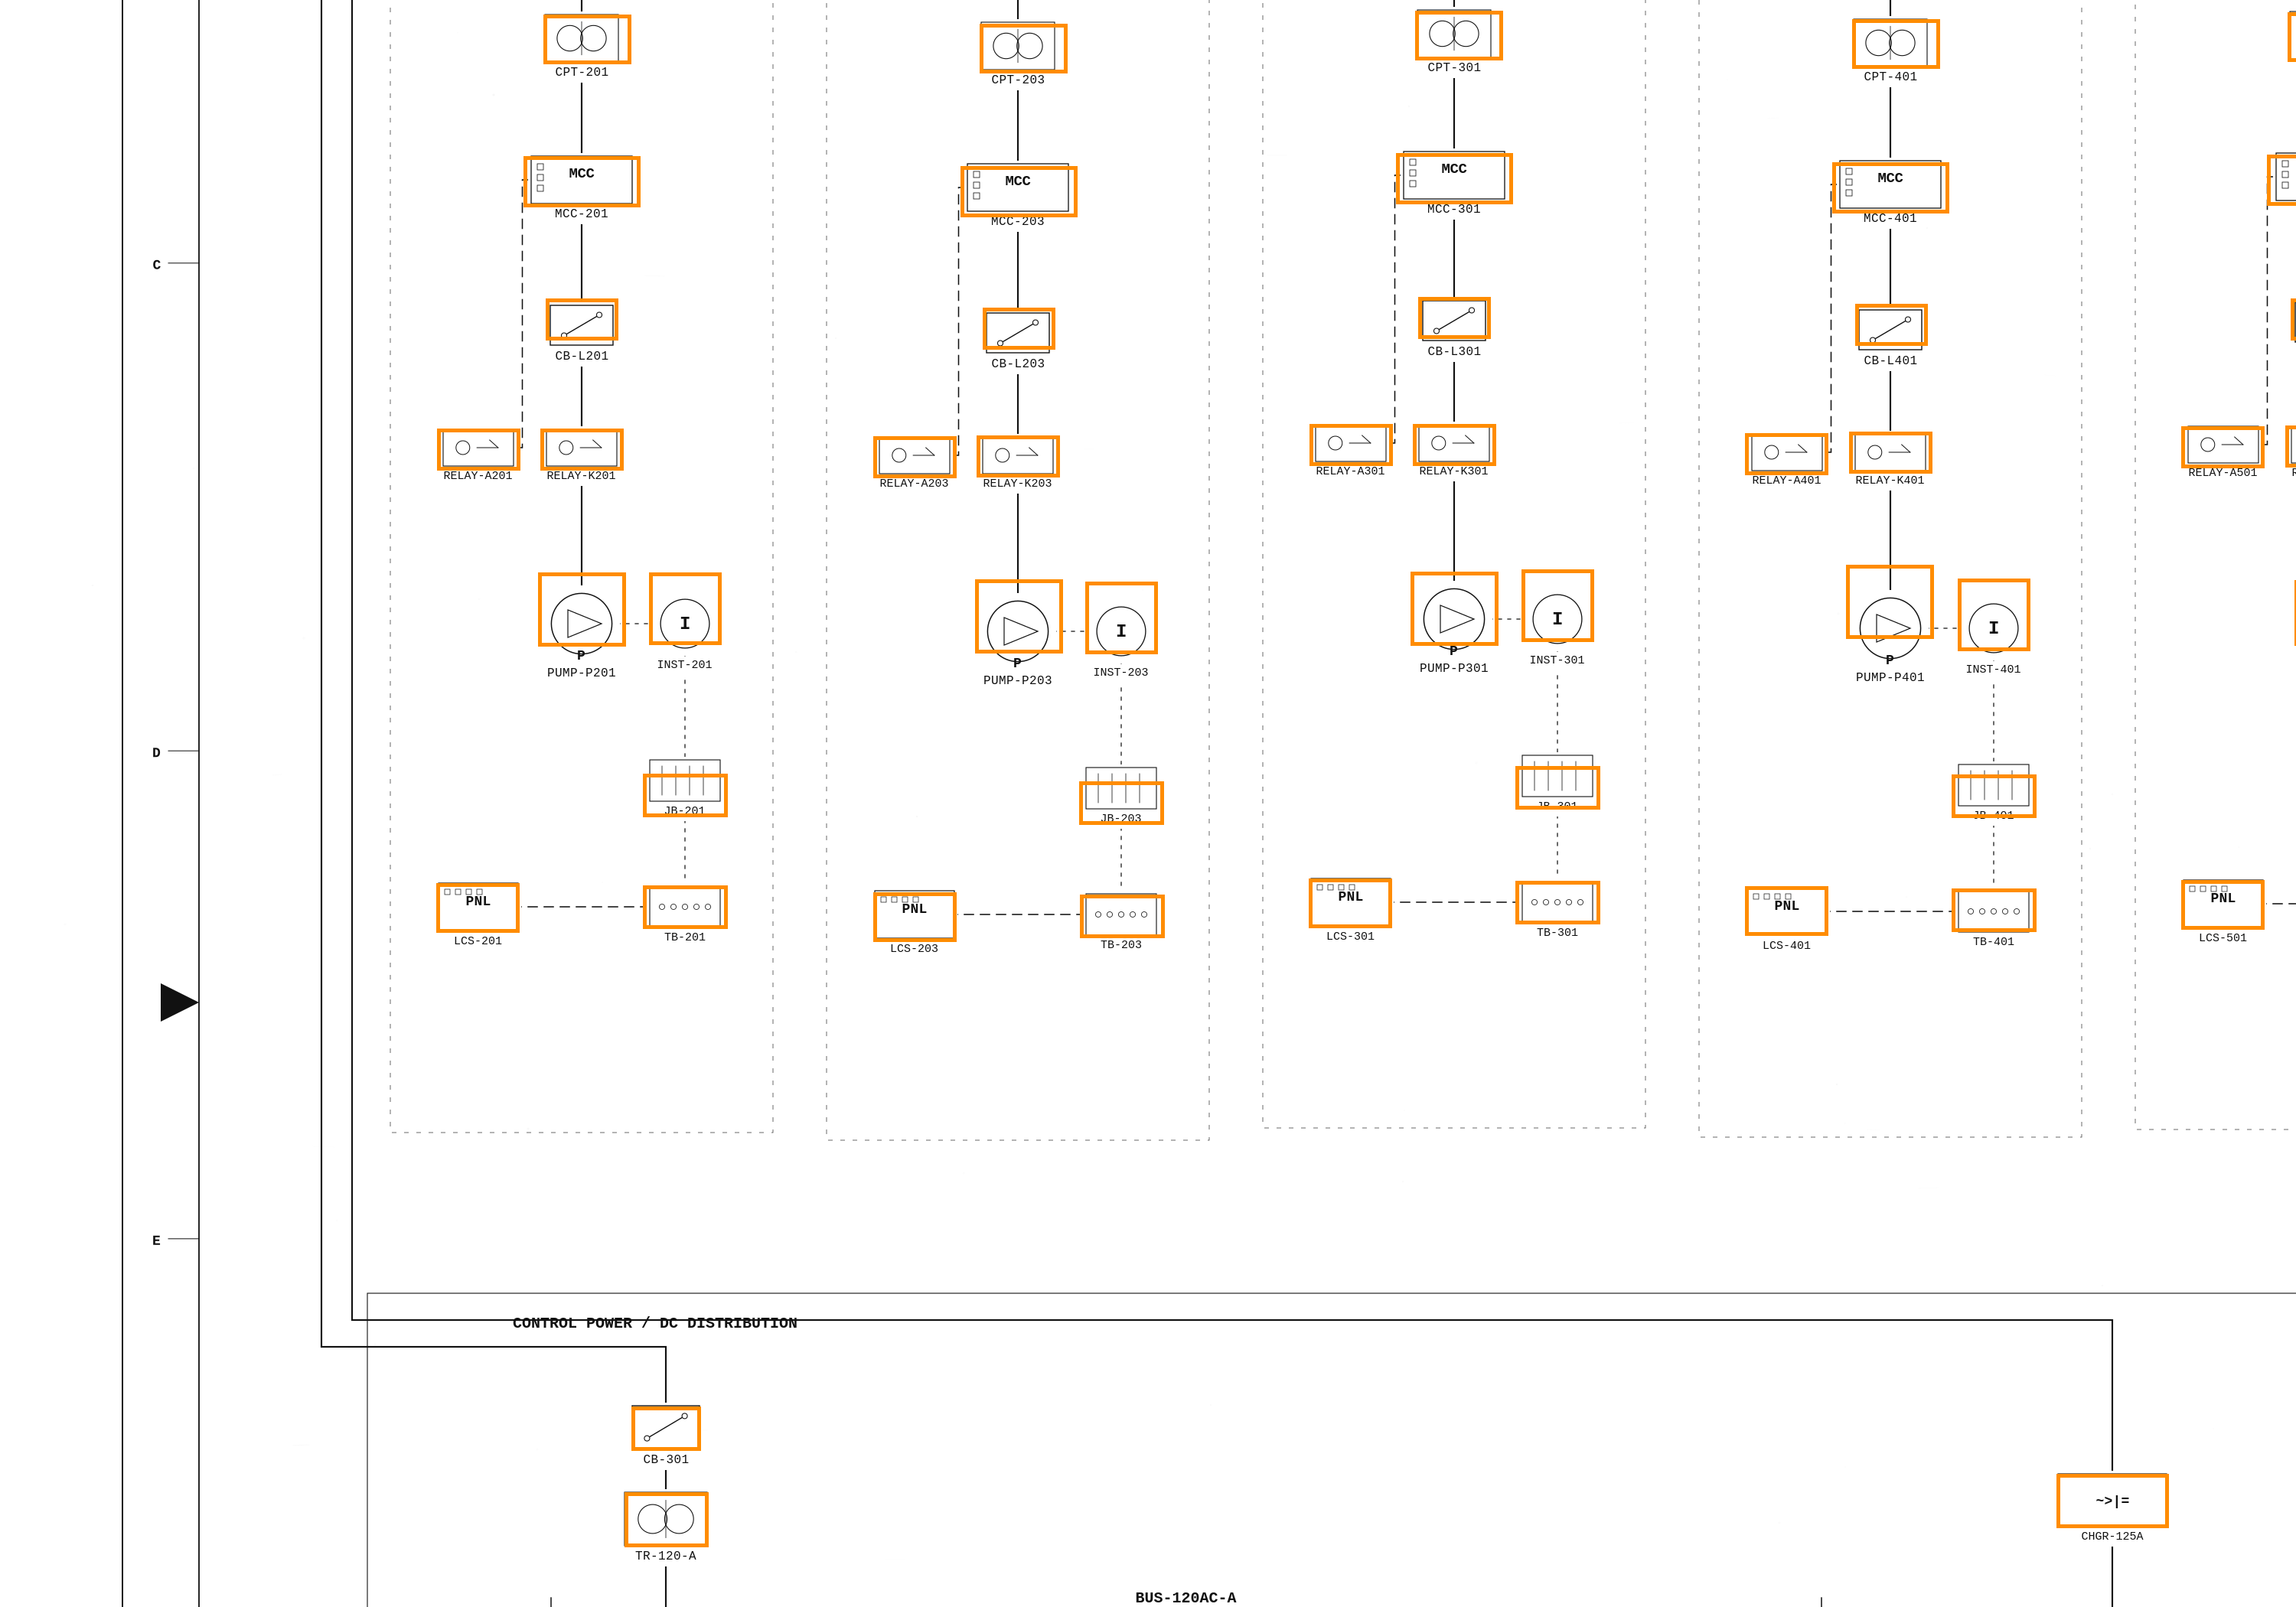 CPT-201
CPT-203
CPT-301
CPT-401
MCC
MCC
MCC
MCC
MCC-201
MCC-203
MCC-301
MCC-401
C
CB-L201
CB-L203
CB-L301
CB-L401
RELAY-A201
RELAY-K201
RELAY-A203
RELAY-K203
RELAY-A301
RELAY-K301
RELAY-A401
RELAY-K401
RELAY-A501
I
I
I
I
P
P
P
P
PUMP-P201
INST-201
PUMP-P203
INST-203
PUMP-P301
INST-301
PUMP-P401
INST-401
D
JB-201
JB-203
JB-301
JB-401
PNL
PNL
PNL
PNL
PNL
LCS-201
TB-201
LCS-203
TB-203
LCS-301
TB-301
LCS-401
TB-401
LCS-501
E
CONTROL POWER / DC DISTRIBUTION
CB-301
~>|=
CHGR-125A
TR-120-A
BUS-120AC-A